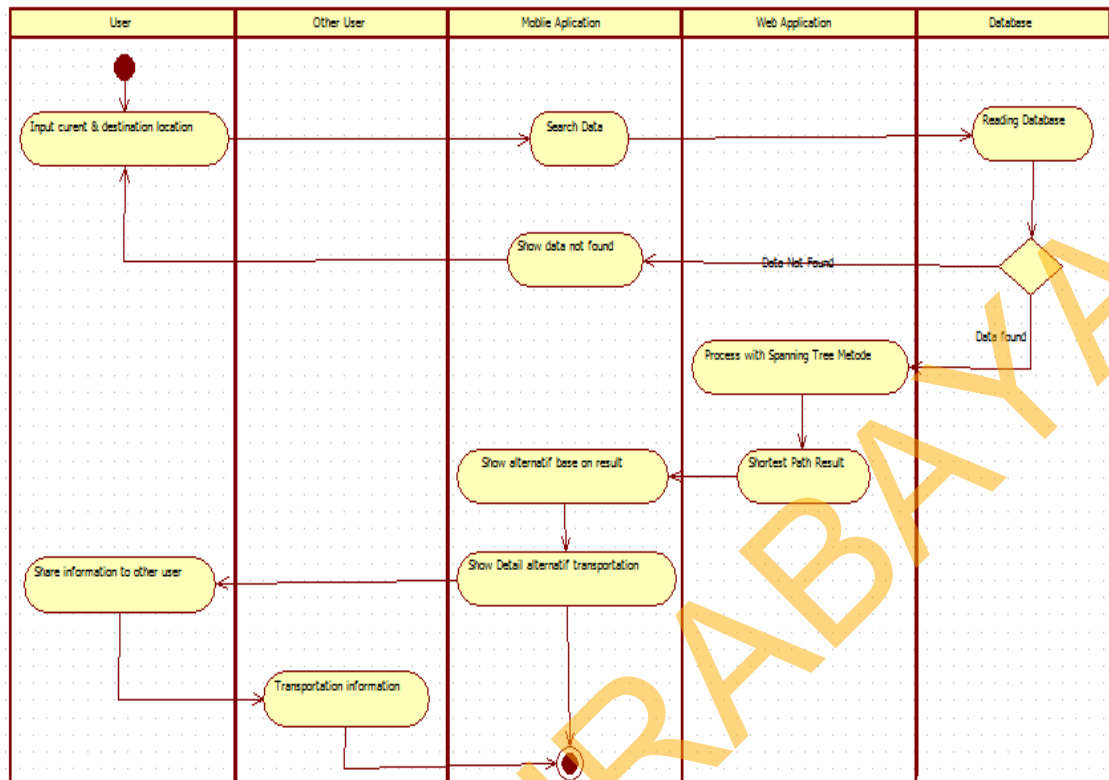 User
Other User
Moblie Aplication
Web Application
Database
Input curent & destination location
Search Data
Reading Database
Show data not found
Data Not Found
Data found
Process with Spanning Tree Metode
Show alternatif base on result
Shortest Path Result
Share information to other user
Show Detail alternatif transportation
Transportation information
RABAYA